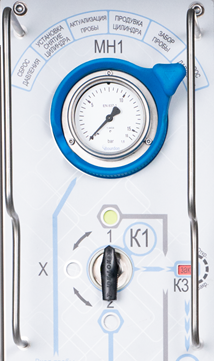 СБРОС
ДАВЛЕНИЯ
УСТАНОВКА
СНЯТИЕ
ЦИЛИНДРА
АКТУАЛИЗАЦИЯ
ПРОБЫ
ПРОДУВКА
ЦИЛИНДРА
ЗАБОР
ПРОБЫ
МН1
1
К1
X
К3
2